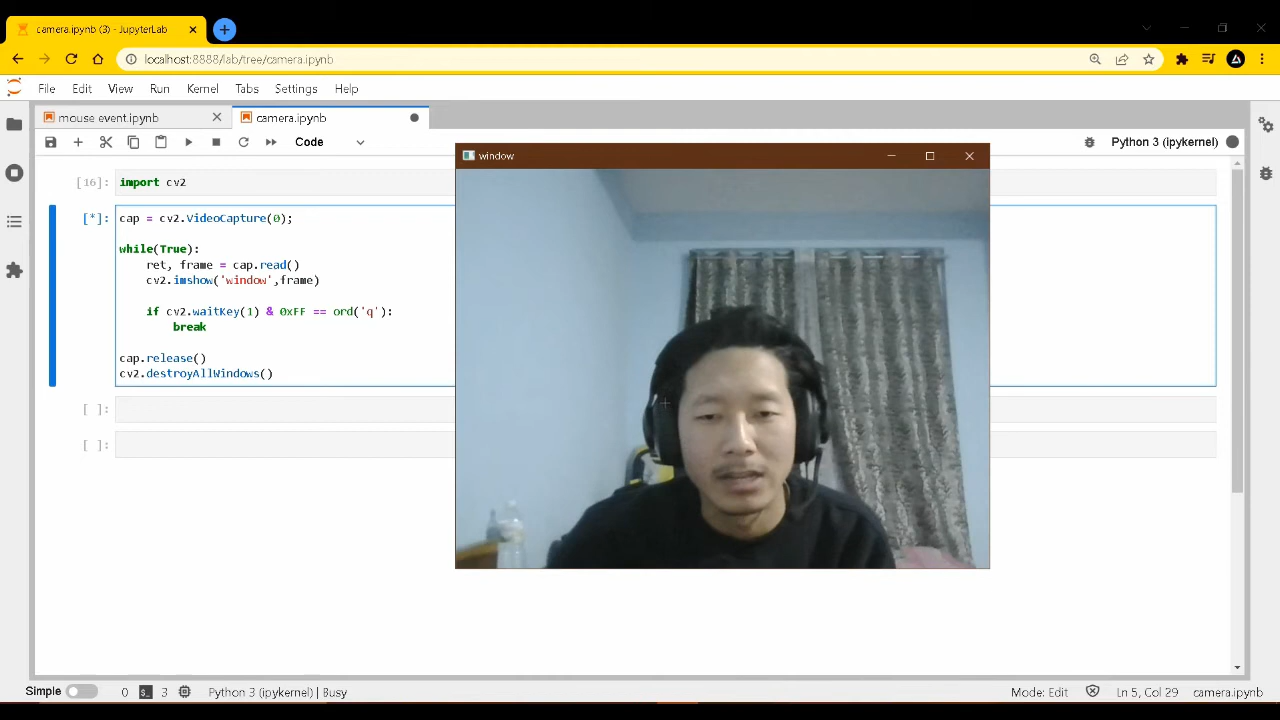 camera.ipynb (3) - JupyterLab
localhost:8888/lab/tree/camera.ipynb
File Edit View Run Kernel Tabs Settings Help
mouse event.ipynb camera.ipynb
Code Python 3 (ipykernel)
window
[16]: import cv2
[*]: cap = cv2.VideoCapture(0);
while(True):
ret, frame = cap.read()
cv2.imshow('window',frame)
if cv2.waitKey(1) & 0xFF == ord('q'):
break
cap.release()
cv2.destroyAllWindows()
[ ]:
[ ]:
Simple 0 3 Python 3 (ipykernel) | Busy Mode: Edit Ln 5, Col 29 camera.ipynb